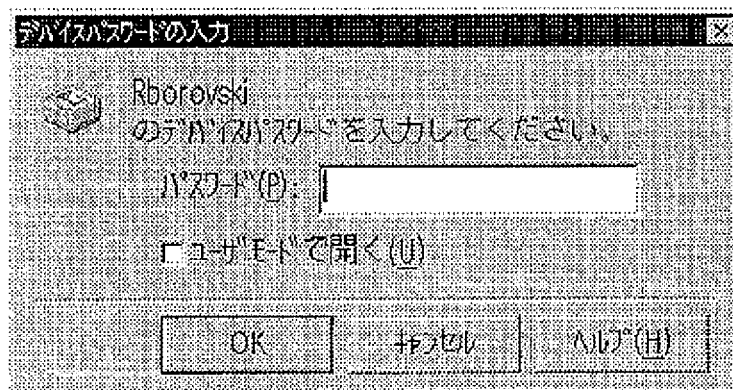 ﾃﾞﾊﾞｲｽﾊﾟｽﾜｰﾄﾞの入力
Rborovski
のﾃﾞﾊﾞｲｽﾊﾟｽﾜｰﾄﾞを入力してください。
ﾊﾟｽﾜｰﾄﾞ(P):
ﾕｰｻﾞﾓｰﾄﾞで開く(U)
OK
ｷｬﾝｾﾙ
ﾍﾙﾌﾟ(H)